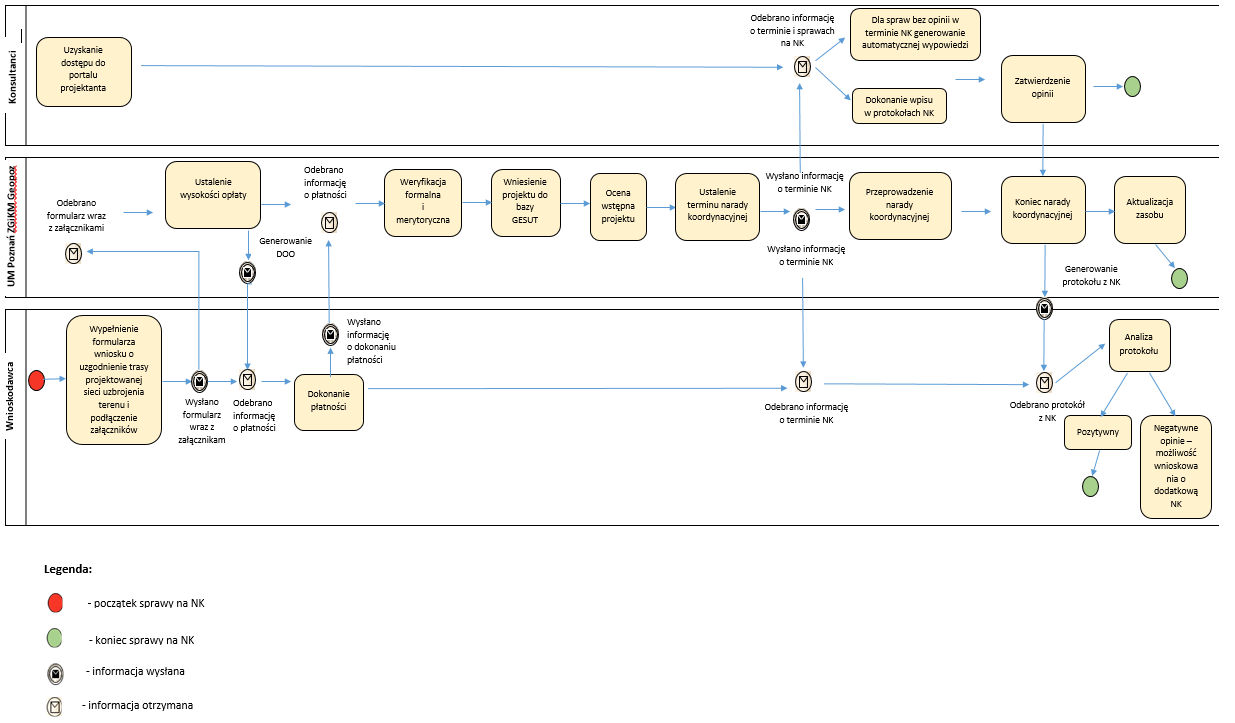 Konsultanci
Uzyskanie
dostępu do
portalu
projektanta
Odebrano informację
o terminie i sprawach
na NK
Dla spraw bez opinii w
terminie NK generowanie
automatycznej wypowiedzi
Dokonanie wpisu
w protokołach NK
Zatwierdzenie
opinii
UM Poznań ZGiKM Geopoz
Odebrano
formularz wraz
z załącznikami
Ustalenie
wysokości opłaty
Generowanie
DOO
Odebrano
informację
o płatności
Weryfikacja
formalna
i
merytoryczna
Wniesienie
projektu do
bazy
GESUT
Ocena
wstępna
projektu
Ustalenie
terminu narady
koordynacyjnej
Wysłano informację
o terminie NK
Wysłano informację
o terminie NK
Przeprowadzenie
narady
koordynacyjnej
Koniec narady
koordynacyjnej
Aktualizacja
zasobu
Generowanie
protokołu z NK
Wnioskodawca
Wypełnienie
formularza
wniosku o
uzgodnienie trasy
projektowanej
sieci uzbrojenia
terenu i
podłączenie
załączników
Wysłano
formularz
wraz z
załącznikam
Odebrano
informację
o płatności
Wysłano
informację
o dokonaniu
płatności
Dokonanie
płatności
Odebrano informację
o terminie NK
Odebrano protokół
z NK
Analiza
protokołu
Pozytywny
Negatywne
opinie –
możliwość
wnioskowa
nia o
dodatkową
NK
Legenda:
- początek sprawy na NK
- koniec sprawy na NK
- informacja wysłana
- informacja otrzymana